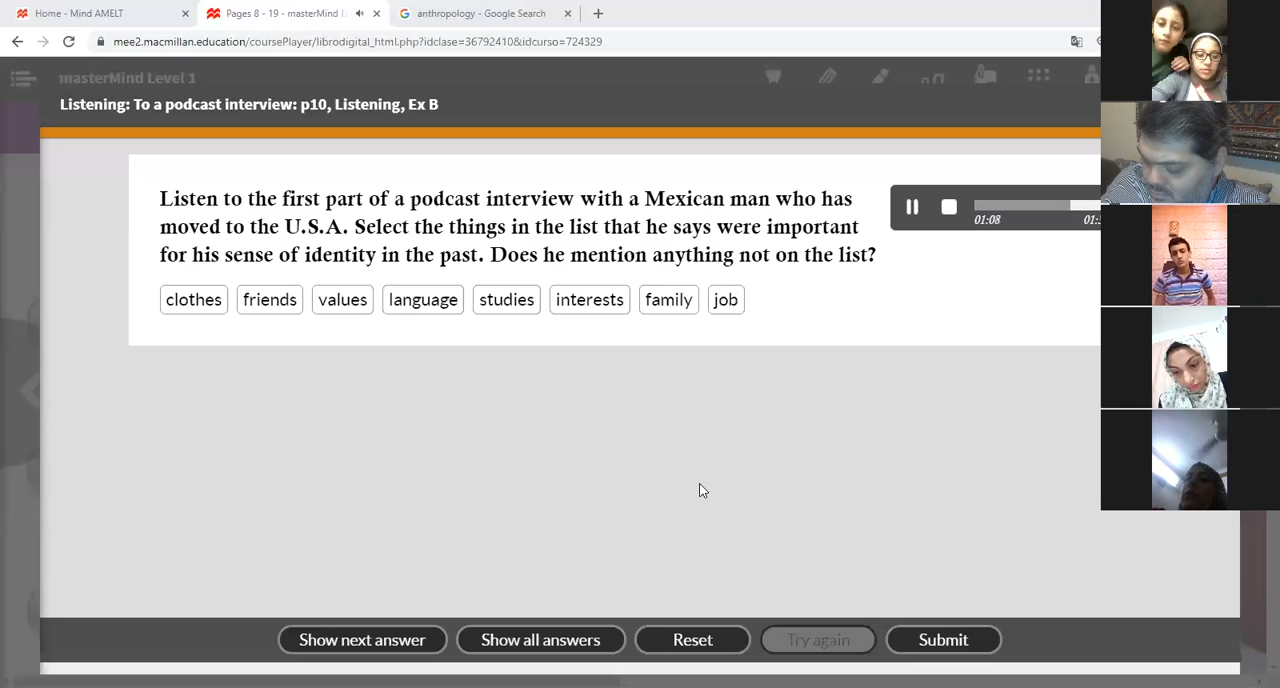 Home - Mind AMELT
Pages 8 - 19 - masterMind L
anthropology - Google Search
mee2.macmillan.education/coursePlayer/librodigital_html.php?idclase=36792410&idcurso=724329
masterMind Level 1
Listening: To a podcast interview: p10, Listening, Ex B
Listen to the first part of a podcast interview with a Mexican man who has
moved to the U.S.A. Select the things in the list that he says were important
for his sense of identity in the past. Does he mention anything not on the list?
01:08 01:
clothes friends values language studies interests family job
Show next answer Show all answers Reset Try again Submit